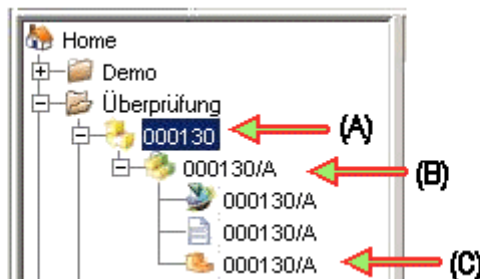 Home
Demo
Überprüfung
000130 (A)
000130/A (B)
000130/A
000130/A
000130/A (C)